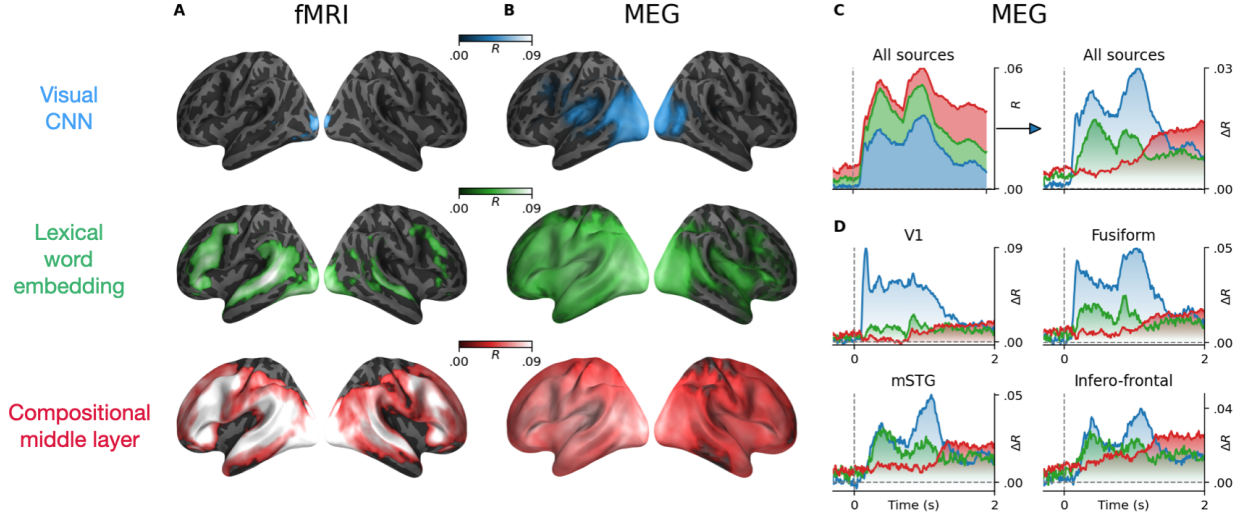 A
fMRI
B
MEG
C
MEG
.00
R
.09
Visual
CNN
All sources
.06
R
.00
All sources
.03
ΔR
.00
.00
R
.09
Lexical
word
embedding
D
V1
.09
ΔR
.00
0
2
Fusiform
.05
ΔR
.00
0
2
.00
R
.09
Compositional
middle layer
mSTG
.05
ΔR
.00
0
Time (s)
2
Infero-frontal
.04
ΔR
.00
0
Time (s)
2